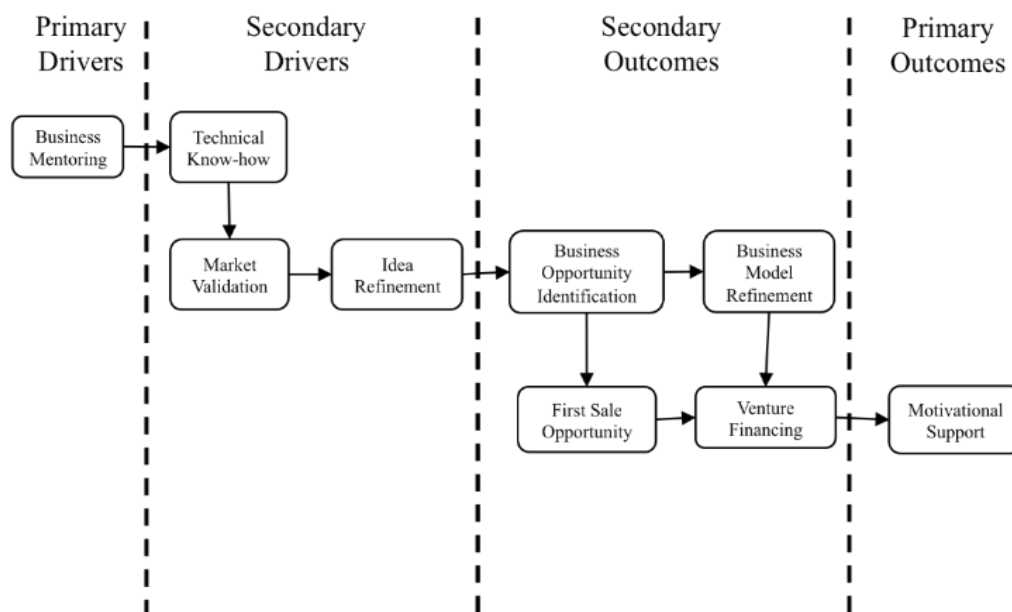 Primary
Drivers
Secondary
Drivers
Secondary
Outcomes
Primary
Outcomes
Business
Mentoring
Technical
Know-how
Market
Validation
Idea
Refinement
Business
Opportunity
Identification
Business
Model
Refinement
First Sale
Opportunity
Venture
Financing
Motivational
Support